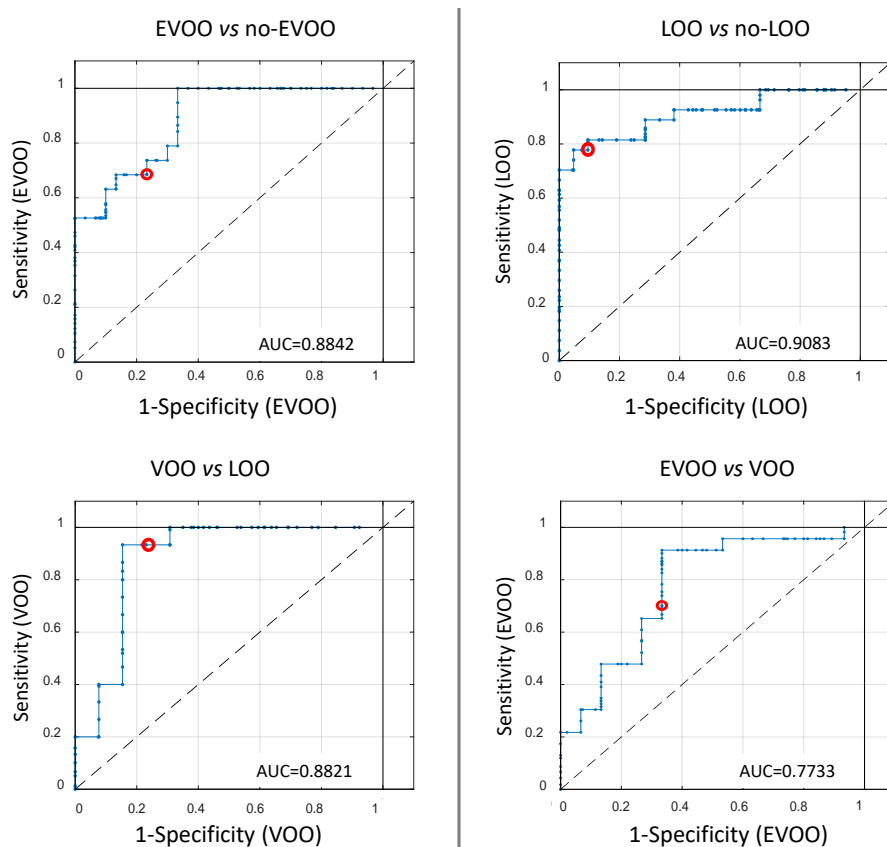 EVOO vs no-EVOO
1
0.8
0.6
0.4
0.2
0
Sensitivity (EVOO)
AUC=0.8842
0 0.2 0.4 0.6 0.8 1
1-Specificity (EVOO)
LOO vs no-LOO
1
0.8
0.6
0.4
0.2
0
Sensitivity (LOO)
AUC=0.9083
0 0.2 0.4 0.6 0.8 1
1-Specificity (LOO)
VOO vs LOO
1
0.8
0.6
0.4
0.2
0
Sensitivity (VOO)
AUC=0.8821
0 0.2 0.4 0.6 0.8 1
1-Specificity (VOO)
EVOO vs VOO
1
0.8
0.6
0.4
0.2
0
Sensitivity (EVOO)
AUC=0.7733
0 0.2 0.4 0.6 0.8 1
1-Specificity (EVOO)